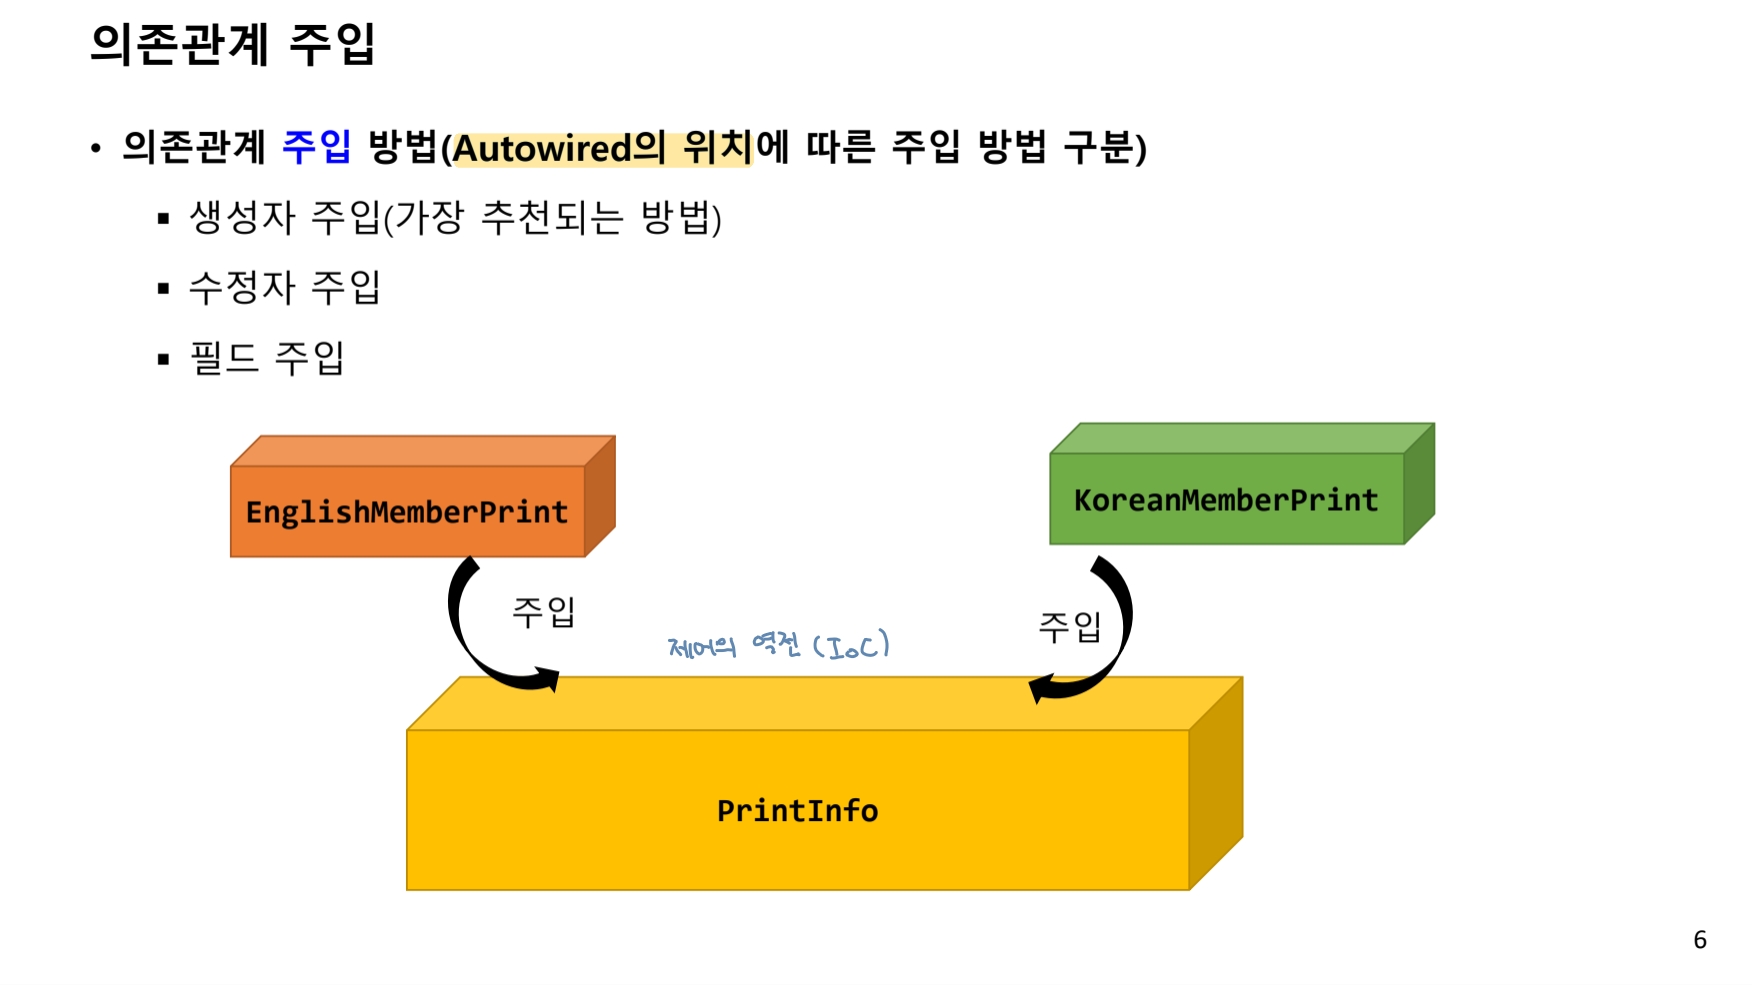 의존관계 주입
• 의존관계 주입 방법(Autowired의 위치에 따른 주입 방법 구분)
▪ 생성자 주입(가장 추천되는 방법)
▪ 수정자 주입
▪ 필드 주입
EnglishMemberPrint
KoreanMemberPrint
주입
주입
제어의 역전 (IoC)
PrintInfo
6